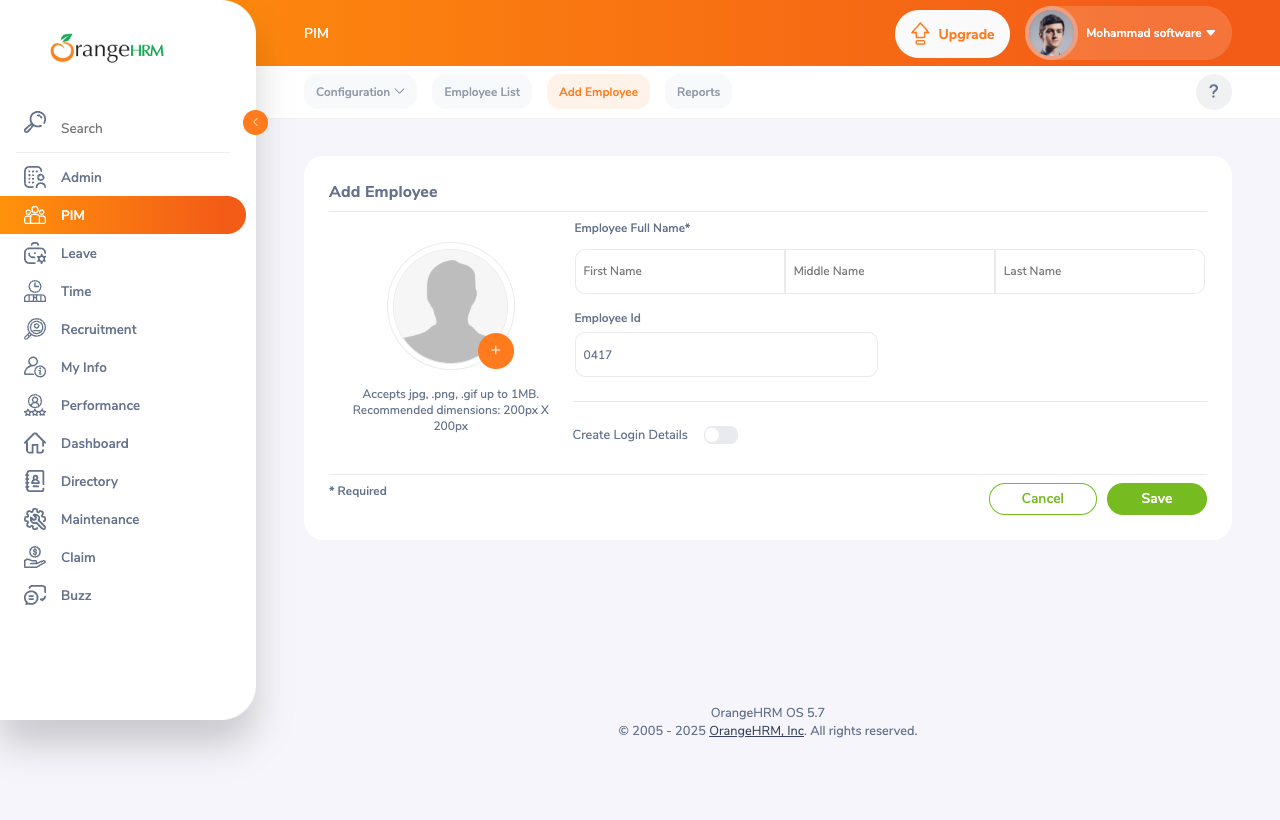 OrangeHRM
PIM
Upgrade
Mohammad software
Configuration
Employee List
Add Employee
Reports
?
Search
Admin
PIM
Leave
Time
Recruitment
My Info
Performance
Dashboard
Directory
Maintenance
Claim
Buzz
Add Employee
Employee Full Name*
First Name
Middle Name
Last Name
Employee Id
0417
Accepts jpg, .png, .gif up to 1MB.
Recommended dimensions: 200px X
200px
Create Login Details
* Required
Cancel
Save
OrangeHRM OS 5.7
© 2005 - 2025 OrangeHRM, Inc. All rights reserved.